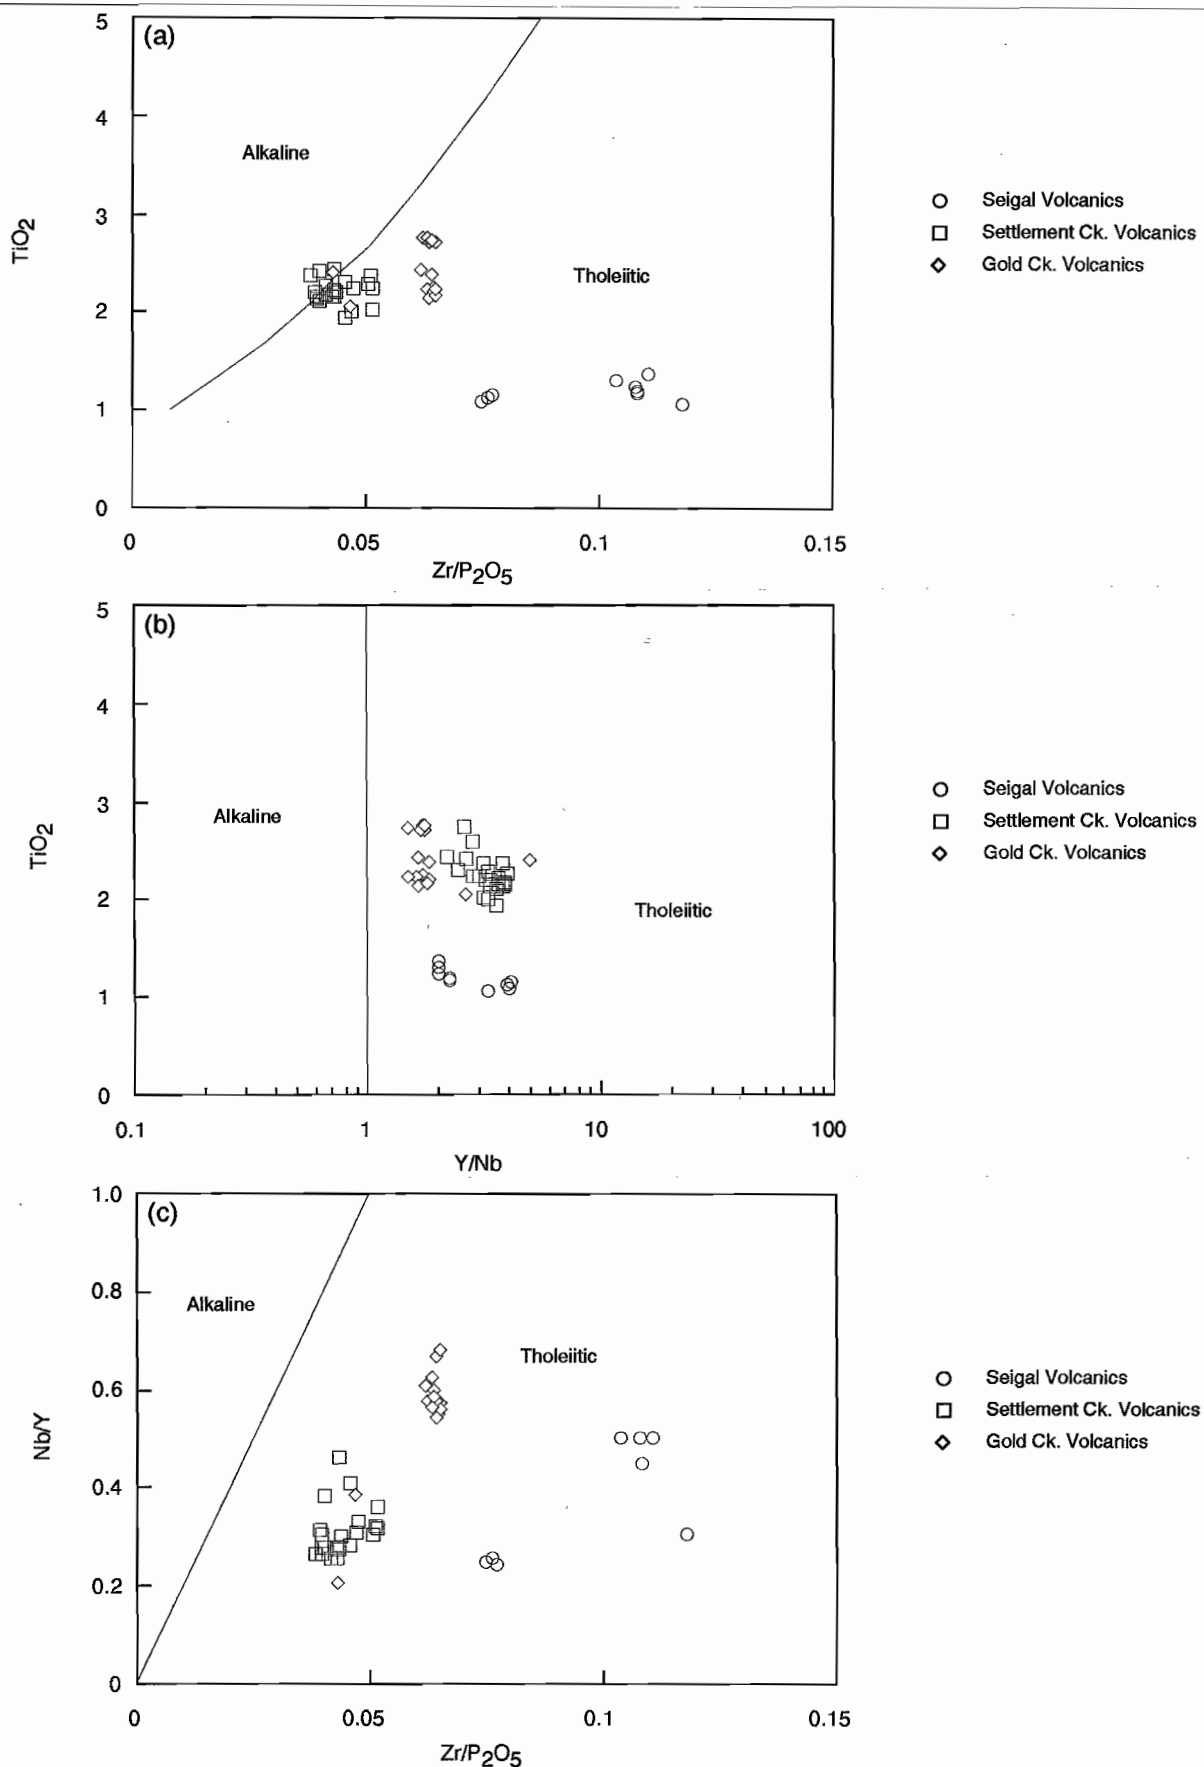 (a)
5
4
3
2
1
0
TiO2
Alkaline
Tholeiitic
0 0.05 0.1 0.15
Zr/P2O5
Seigal Volcanics
Settlement Ck. Volcanics
Gold Ck. Volcanics
(b)
5
4
3
2
1
0
TiO2
Alkaline
Tholeiitic
0.1 1 10 100
Y/Nb
Seigal Volcanics
Settlement Ck. Volcanics
Gold Ck. Volcanics
(c)
1.0
0.8
0.6
0.4
0.2
0
Nb/Y
Alkaline
Tholeiitic
0 0.05 0.1 0.15
Zr/P2O5
Seigal Volcanics
Settlement Ck. Volcanics
Gold Ck. Volcanics